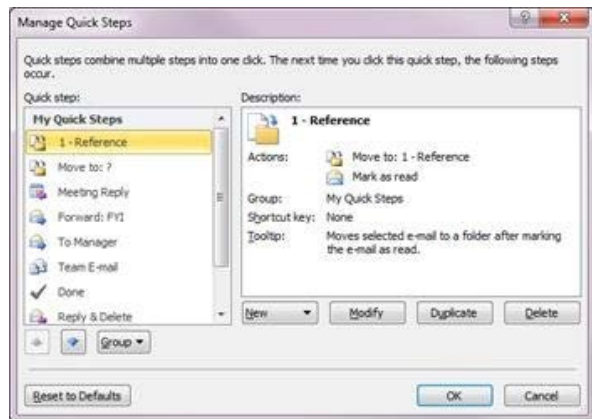 Manage Quick Steps
Quick steps combine multiple steps into one click. The next time you click this quick step, the following steps
occur.
Quick step:
My Quick Steps
1 - Reference
Move to: ?
Meeting Reply
Forward: FYI
To Manager
Team E-mail
Done
Reply & Delete
Group
Description:
1 - Reference
Actions: Move to: 1 - Reference
Mark as read
Group: My Quick Steps
Shortcut key: None
Tooltip: Moves selected e-mail to a folder after marking
the e-mail as read.
New Modify Duplicate Delete
Reset to Defaults OK Cancel